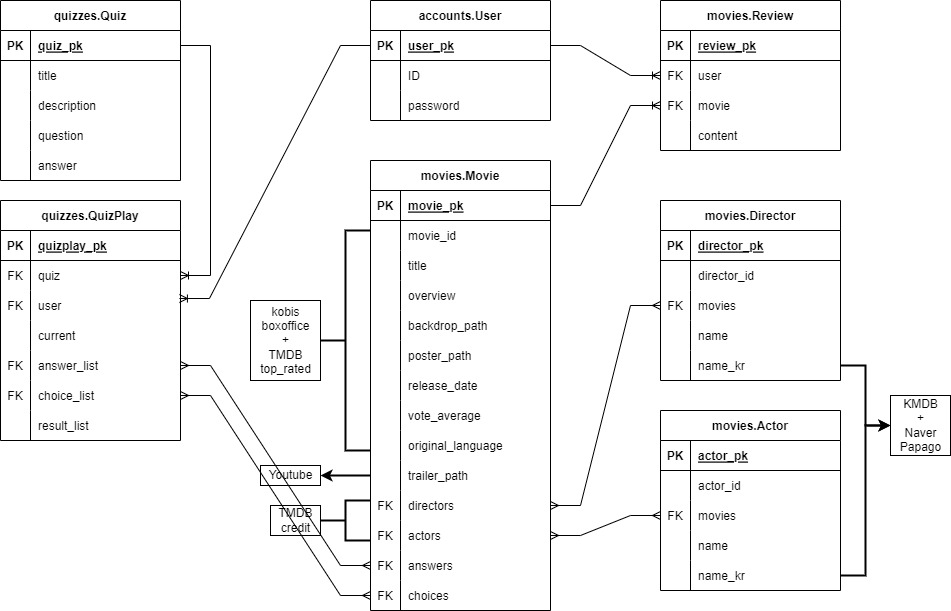 quizzes.Quiz
PK quiz_pk
title
description
question
answer
quizzes.QuizPlay
PK quizplay_pk
FK quiz
FK user
current
FK answer_list
FK choice_list
result_list
accounts.User
PK user_pk
ID
password
movies.Movie
PK movie_pk
movie_id
title
overview
backdrop_path
poster_path
release_date
vote_average
original_language
trailer_path
FK directors
FK actors
FK answers
FK choices
kobis
boxoffice
+
TMDB
top_rated
Youtube
TMDB
credit
movies.Review
PK review_pk
FK user
FK movie
content
movies.Director
PK director_pk
director_id
FK movies
name
name_kr
movies.Actor
PK actor_pk
actor_id
FK movies
name
name_kr
KMDB
+
Naver
Papago